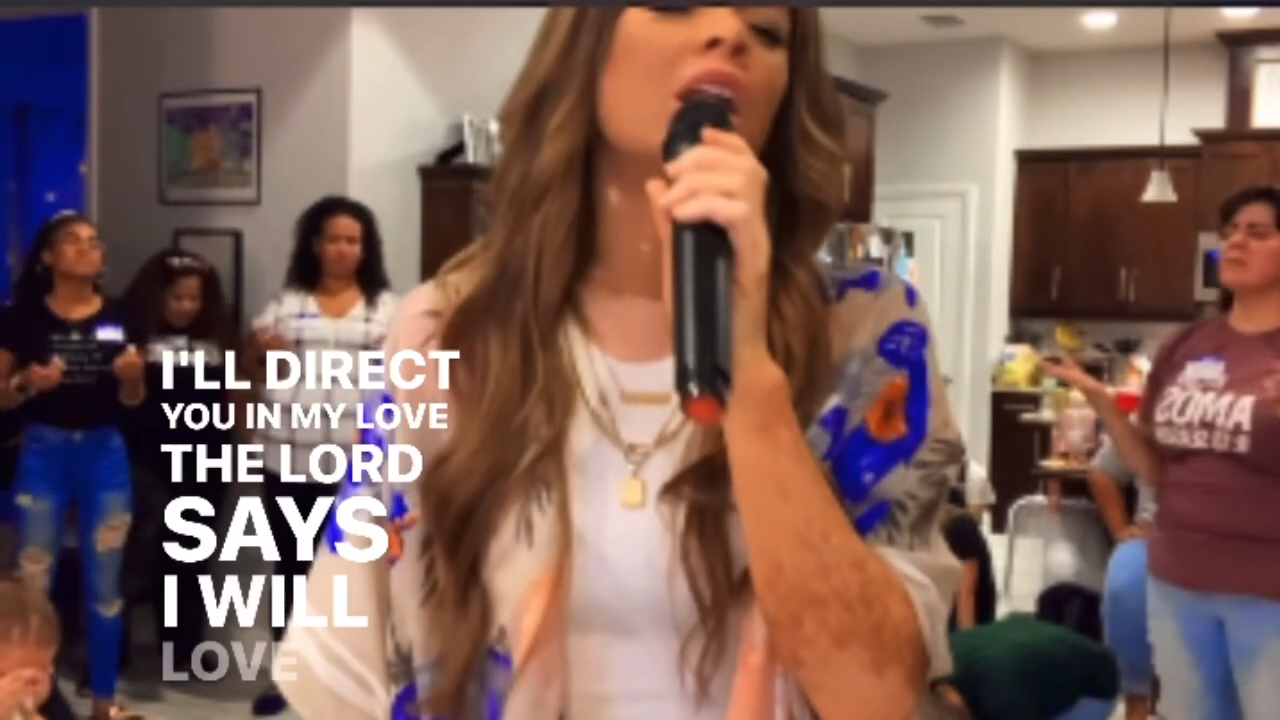 I'LL DIRECT
YOU IN MY LOVE
THE LORD
SAYS
I WILL
LOVE
ZOMA